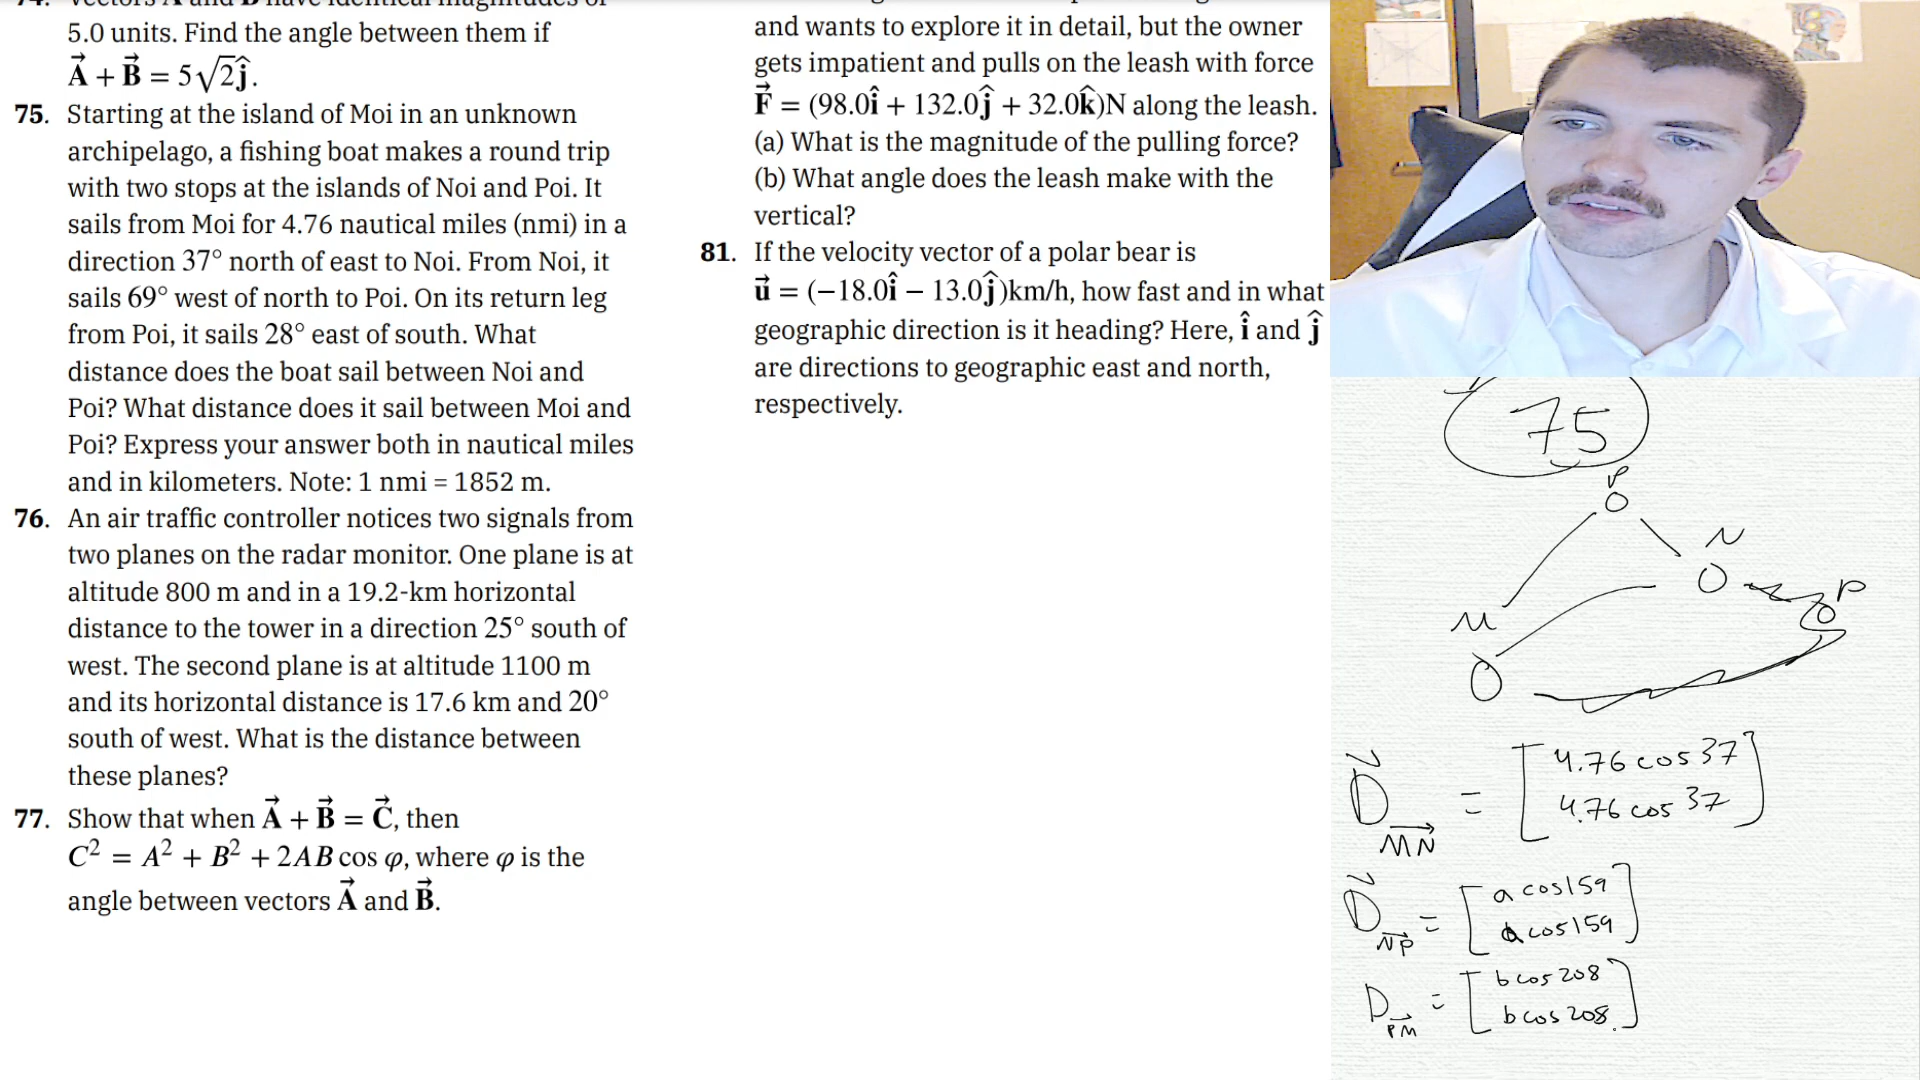 5.0 units. Find the angle between them if
A⃗ + B⃗ = 5√2ĵ.
75. Starting at the island of Moi in an unknown
archipelago, a fishing boat makes a round trip
with two stops at the islands of Noi and Poi. It
sails from Moi for 4.76 nautical miles (nmi) in a
direction 37° north of east to Noi. From Noi, it
sails 69° west of north to Poi. On its return leg
from Poi, it sails 28° east of south. What
distance does the boat sail between Noi and
Poi? What distance does it sail between Moi and
Poi? Express your answer both in nautical miles
and in kilometers. Note: 1 nmi = 1852 m.
76. An air traffic controller notices two signals from
two planes on the radar monitor. One plane is at
altitude 800 m and in a 19.2-km horizontal
distance to the tower in a direction 25° south of
west. The second plane is at altitude 1100 m
and its horizontal distance is 17.6 km and 20°
south of west. What is the distance between
these planes?
77. Show that when A⃗ + B⃗ = C⃗, then
C² = A² + B² + 2AB cos φ, where φ is the
angle between vectors A⃗ and B⃗.
and wants to explore it in detail, but the owner
gets impatient and pulls on the leash with force
F⃗ = (98.0î + 132.0ĵ + 32.0k̂)N along the leash.
(a) What is the magnitude of the pulling force?
(b) What angle does the leash make with the
vertical?
81. If the velocity vector of a polar bear is
u⃗ = (−18.0î − 13.0ĵ)km/h, how fast and in what
geographic direction is it heading? Here, î and ĵ
are directions to geographic east and north,
respectively.
75
P
N
P
M
D MN = [4.76 cos 37
4.76 cos 37]
D NP = [a cos 159
a cos 159]
D PM = [b cos 208
b cos 208]